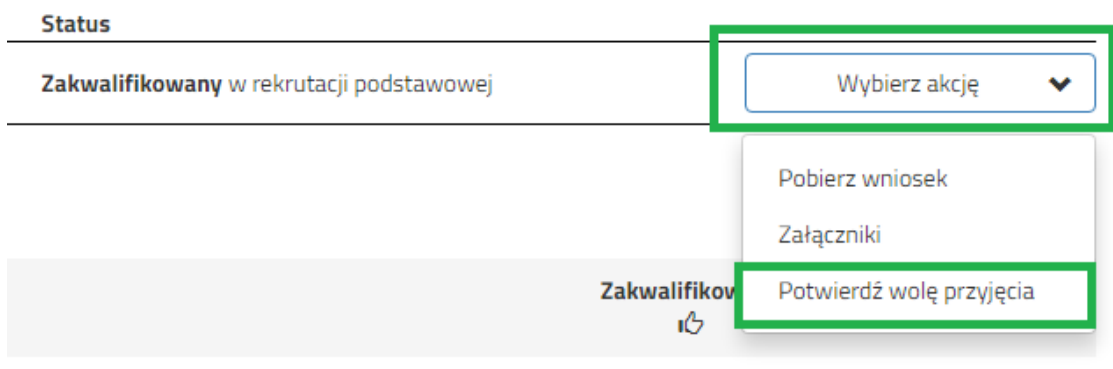 Status
Zakwalifikowany w rekrutacji podstawowej
Wybierz akcję
Pobierz wniosek
Załączniki
Zakwalifikow
Potwierdź wolę przyjęcia